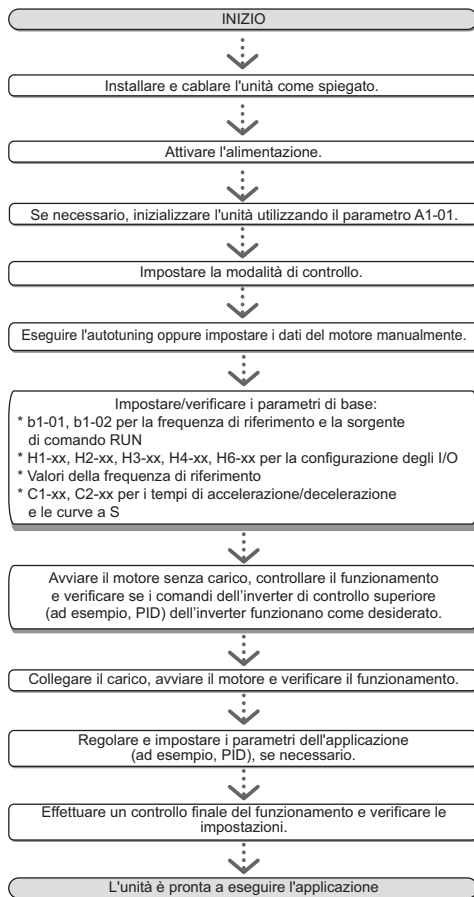 INIZIO
Installare e cablare l'unità come spiegato.
Attivare l'alimentazione.
Se necessario, inizializzare l'unità utilizzando il parametro A1-01.
Impostare la modalità di controllo.
Eseguire l'autotuning oppure impostare i dati del motore manualmente.
Impostare/verificare i parametri di base:
* b1-01, b1-02 per la frequenza di riferimento e la sorgente
di comando RUN
* H1-xx, H2-xx, H3-xx, H4-xx, H6-xx per la configurazione degli I/O
* Valori della frequenza di riferimento
* C1-xx, C2-xx per i tempi di accelerazione/decelerazione
e le curve a S
Avviare il motore senza carico, controllare il funzionamento
e verificare se i comandi dell'inverter di controllo superiore
(ad esempio, PID) dell'inverter funzionano come desiderato.
Collegare il carico, avviare il motore e verificare il funzionamento.
Regolare e impostare i parametri dell'applicazione
(ad esempio, PID), se necessario.
Effettuare un controllo finale del funzionamento e verificare le
impostazioni.
L'unità è pronta a eseguire l'applicazione